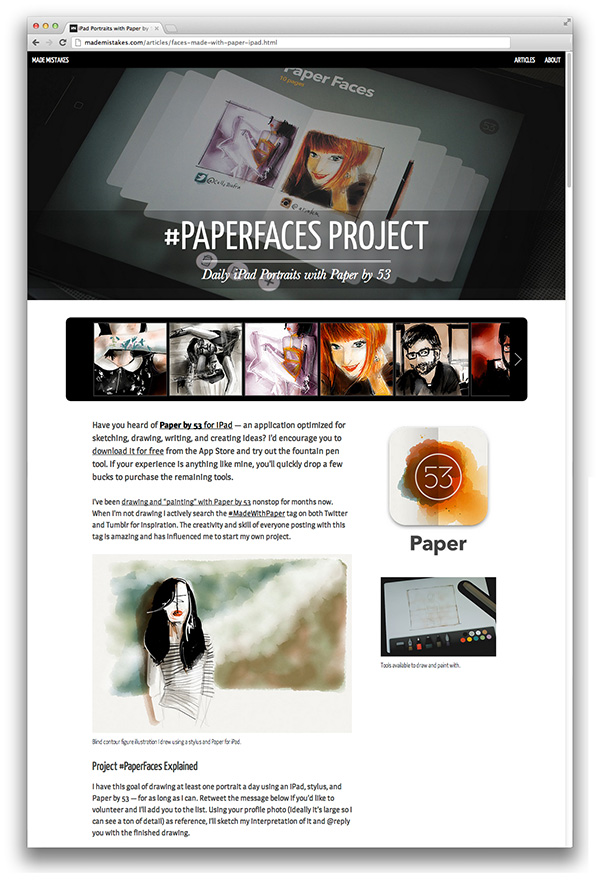 iPad Portraits with Paper by 5
mademistakes.com/articles/faces-made-with-paper-ipad.html
MADE MISTAKES
ARTICLES ABOUT
Paper Faces
10 pages
#PAPERFACES PROJECT
Daily iPad Portraits with Paper by 53
Have you heard of Paper by 53 for iPad — an application optimized for
sketching, drawing, writing, and creating ideas? I'd encourage you to
download it for free from the App Store and try out the fountain pen
tool. If your experience is anything like mine, you'll quickly drop a few
bucks to purchase the remaining tools.
I've been drawing and "painting" with Paper by 53 nonstop for months now.
When I'm not drawing I actively search the #MadeWithPaper tag on both Twitter
and Tumblr for inspiration. The creativity and skill of everyone posting with this
tag is amazing and has influenced me to start my own project.
53
Paper
Tools available to draw and paint with.
Blind contour figure illustration I drew using a stylus and Paper for iPad.
Project #PaperFaces Explained
I have this goal of drawing at least one portrait a day using an iPad, stylus, and
Paper by 53 — for as long as I can. Retweet the message below if you'd like to
volunteer and I'll add you to the list. Using your profile photo (ideally it's large so I
can see a ton of detail) as reference, I'll sketch my interpretation of it and @reply
you with the finished drawing.